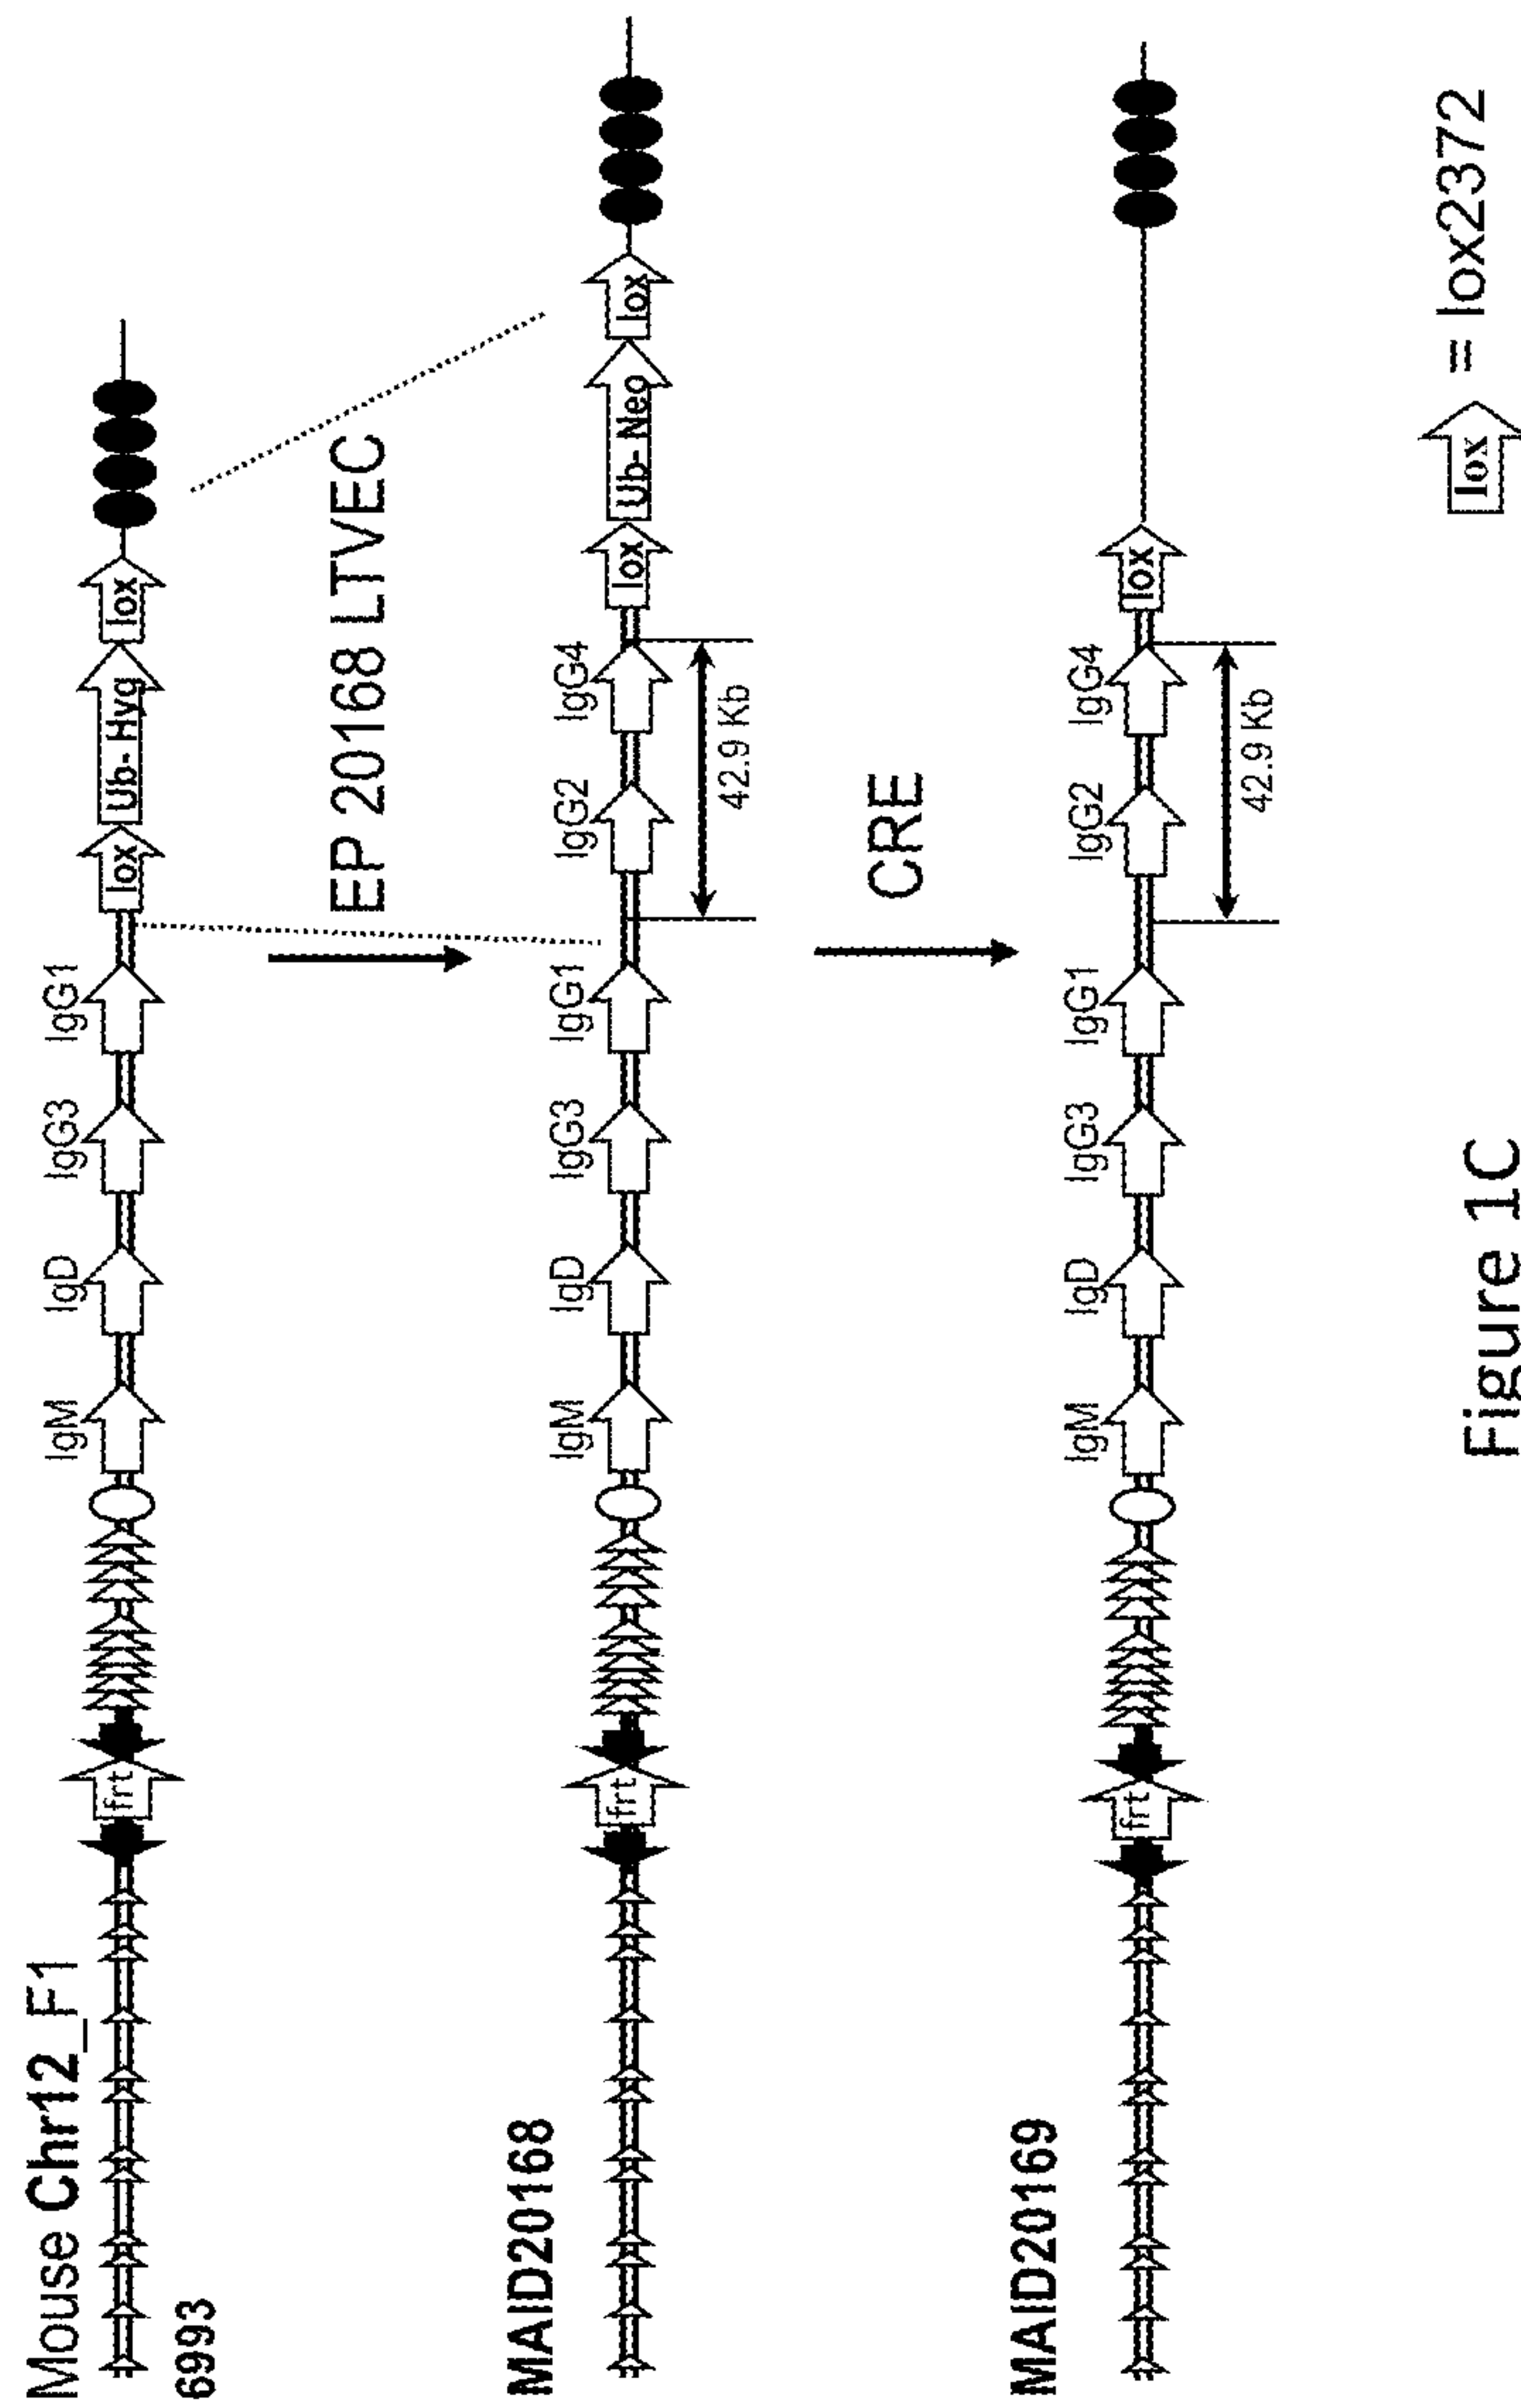 Mouse Chr12_F1
6993
IgM IgD IgG3 IgG1
frt lox Ub- Hyg lox
EP 20168 LTVEC
MAID20168
IgM IgD IgG3 IgG1 IgG2 IgG4
frt lox Ub- Neo lox
42.9 Kb
CRE
MAID20169
IgM IgD IgG3 IgG1 IgG2 IgG4
frt lox
42.9 Kb
lox = lox2372
Figure 1C